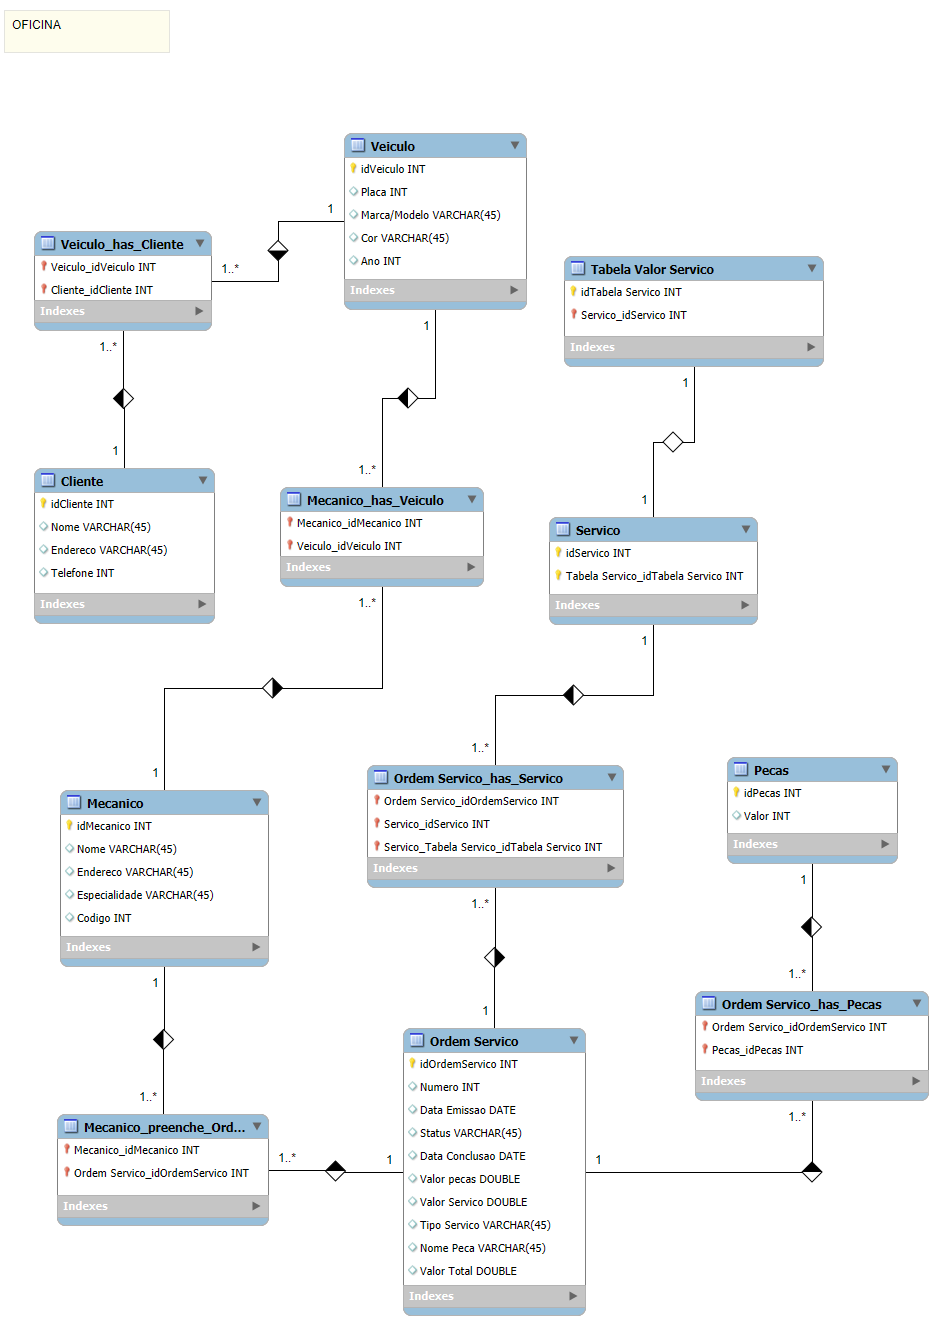 OFICINA
Veiculo
idVeiculo INT
Placa INT
Marca/Modelo VARCHAR(45)
Cor VARCHAR(45)
Ano INT
Indexes
1
1..*
Veiculo_has_Cliente
Veiculo_idVeiculo INT
Cliente_idCliente INT
Indexes
1..*
1
Cliente
idCliente INT
Nome VARCHAR(45)
Endereco VARCHAR(45)
Telefone INT
Indexes
1
1..*
Mecanico_has_Veiculo
Mecanico_idMecanico INT
Veiculo_idVeiculo INT
Indexes
1..*
1
Tabela Valor Servico
idTabela Servico INT
Servico_idServico INT
Indexes
1
1
Servico
idServico INT
Tabela Servico_idTabela Servico INT
Indexes
1
1..*
Ordem Servico_has_Servico
Ordem Servico_idOrdemServico INT
Servico_idServico INT
Servico_Tabela Servico_idTabela Servico INT
Indexes
1..*
1
Pecas
idPecas INT
Valor INT
Indexes
1
1..*
Mecanico
idMecanico INT
Nome VARCHAR(45)
Endereco VARCHAR(45)
Especialidade VARCHAR(45)
Codigo INT
Indexes
1
1..*
Ordem Servico_has_Pecas
Ordem Servico_idOrdemServico INT
Pecas_idPecas INT
Indexes
1..*
1
Mecanico_preenche_Ord...
Mecanico_idMecanico INT
Ordem Servico_idOrdemServico INT
Indexes
1..*
1
Ordem Servico
idOrdemServico INT
Numero INT
Data Emissao DATE
Status VARCHAR(45)
Data Conclusao DATE
Valor pecas DOUBLE
Valor Servico DOUBLE
Tipo Servico VARCHAR(45)
Nome Peca VARCHAR(45)
Valor Total DOUBLE
Indexes